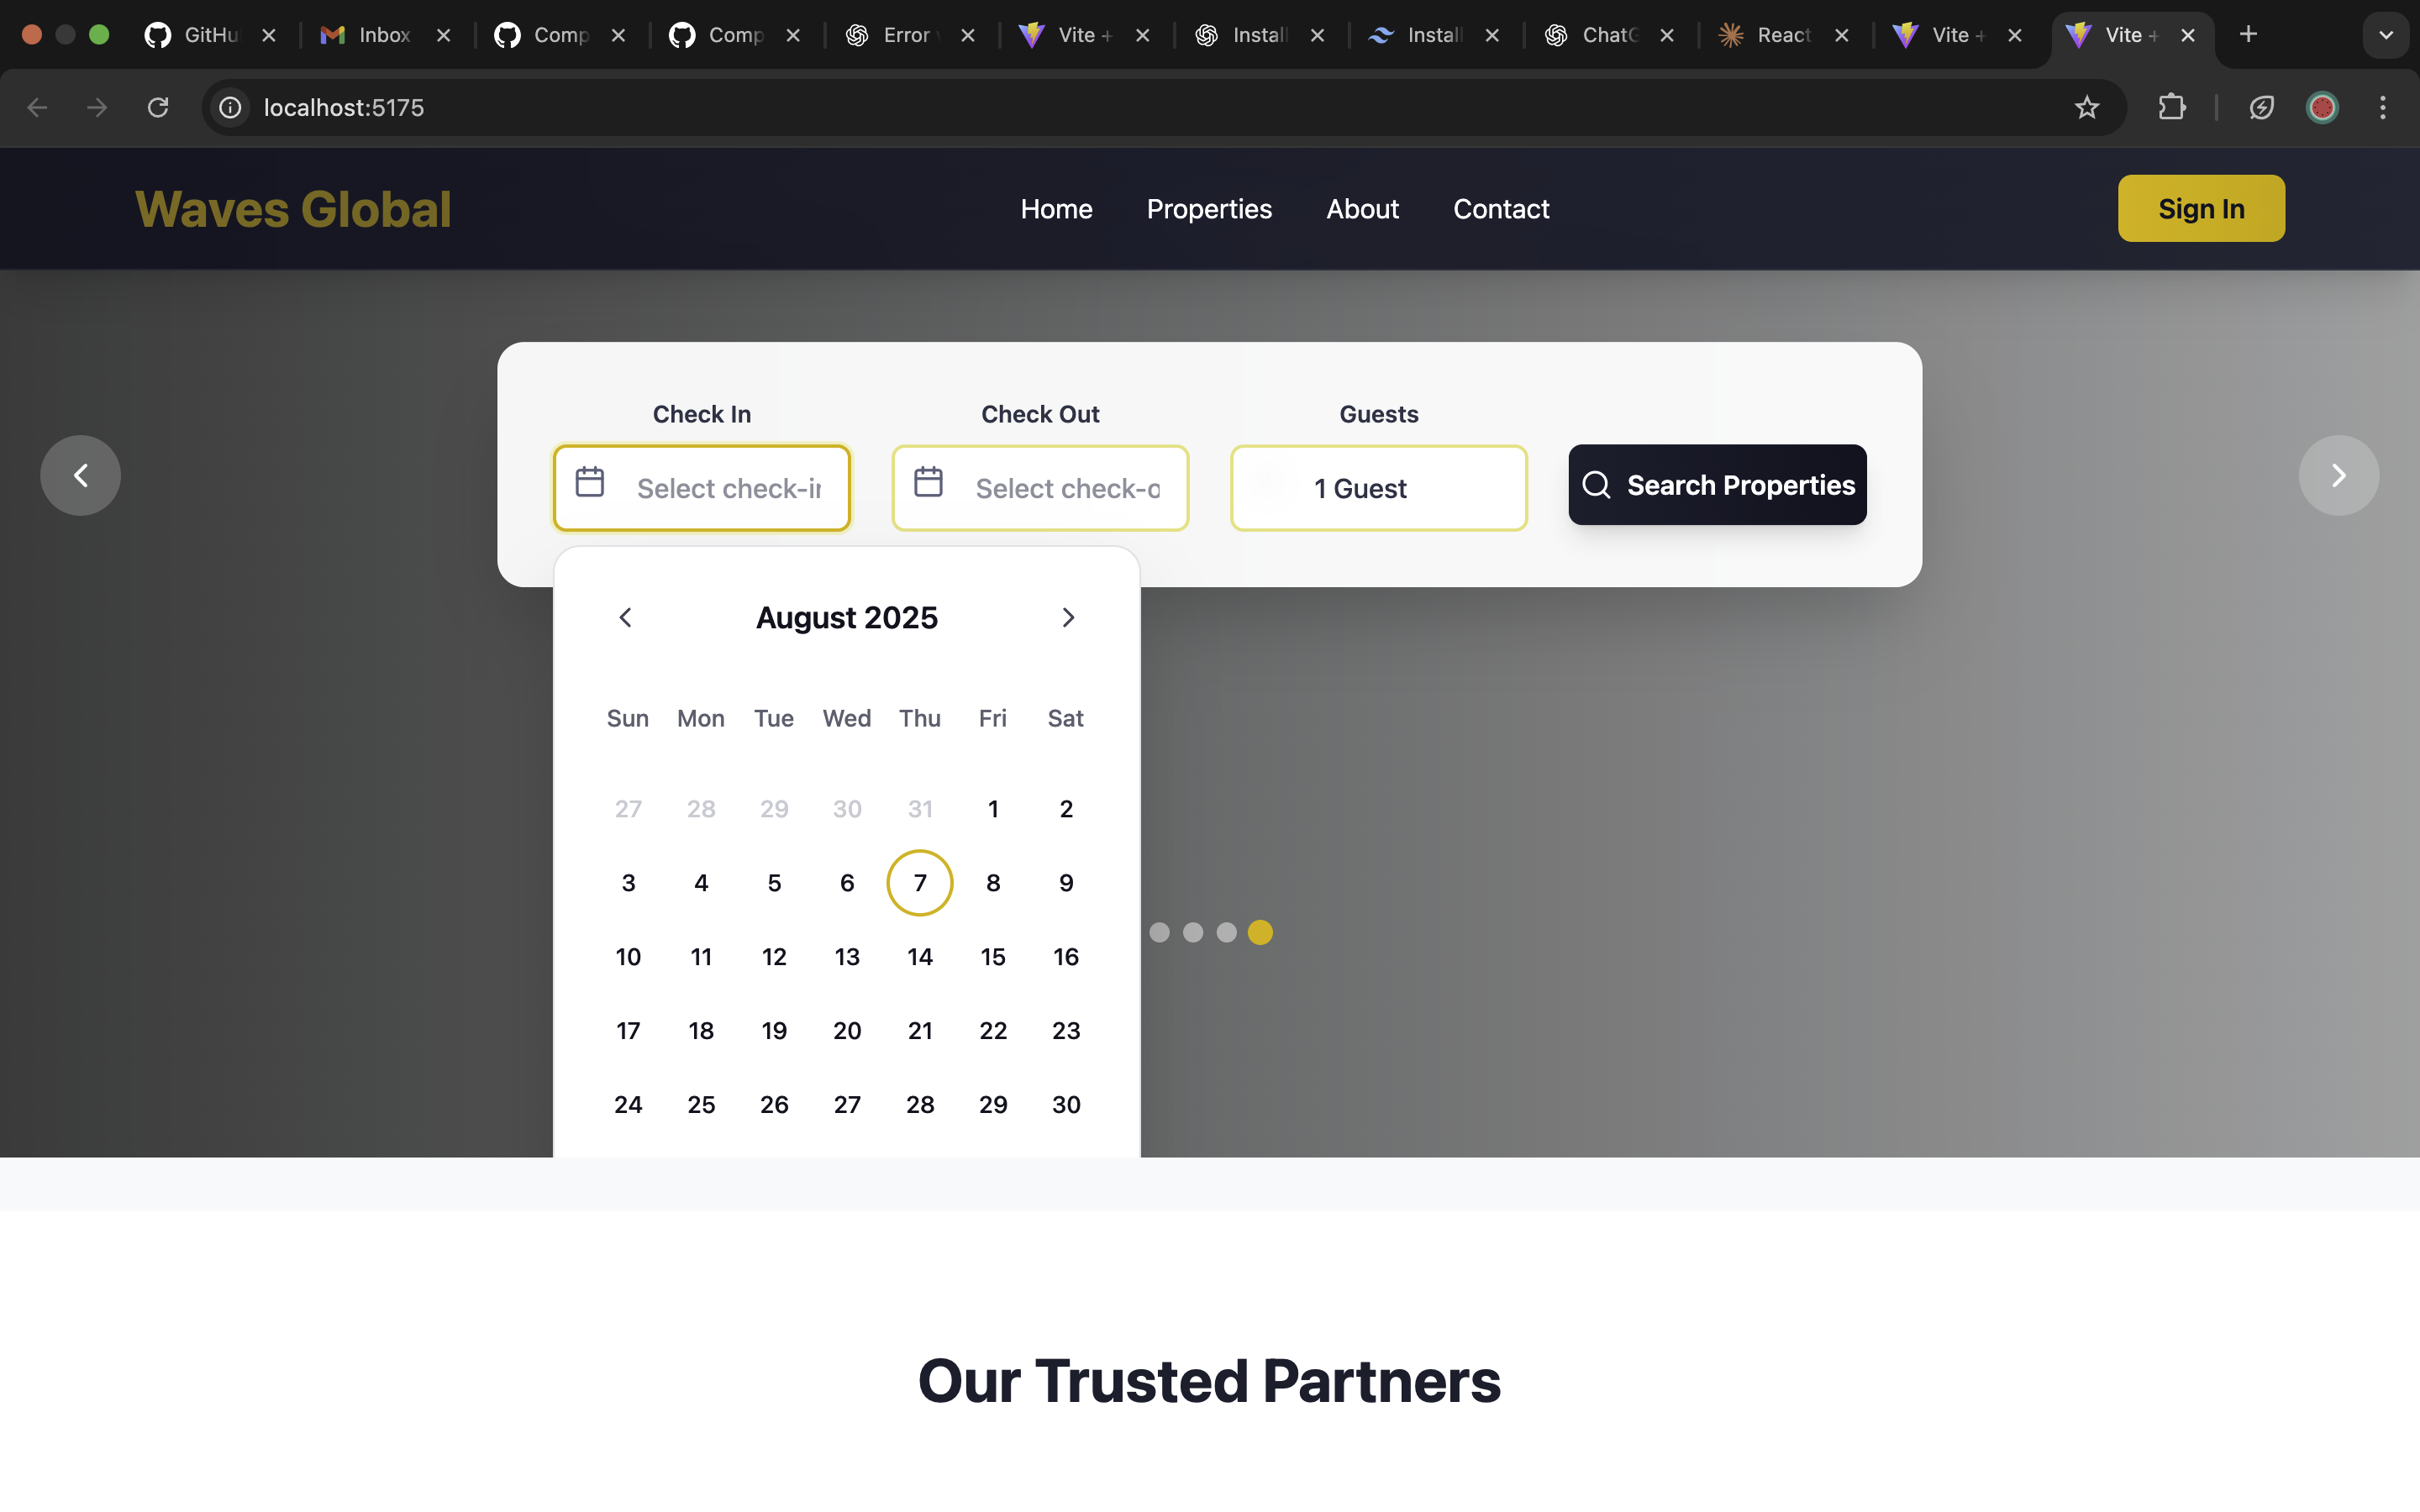 GitHu
Inbox
Comp
Comp
Error
Vite +
Install
Install
ChatG
React
Vite +
Vite +
localhost:5175
Waves Global
Home
Properties
About
Contact
Sign In
Check In
Check Out
Guests
Select check-in
Select check-o
1 Guest
Search Properties
August 2025
Sun Mon Tue Wed Thu Fri Sat
27 28 29 30 31 1 2
3 4 5 6 7 8 9
10 11 12 13 14 15 16
17 18 19 20 21 22 23
24 25 26 27 28 29 30
Our Trusted Partners